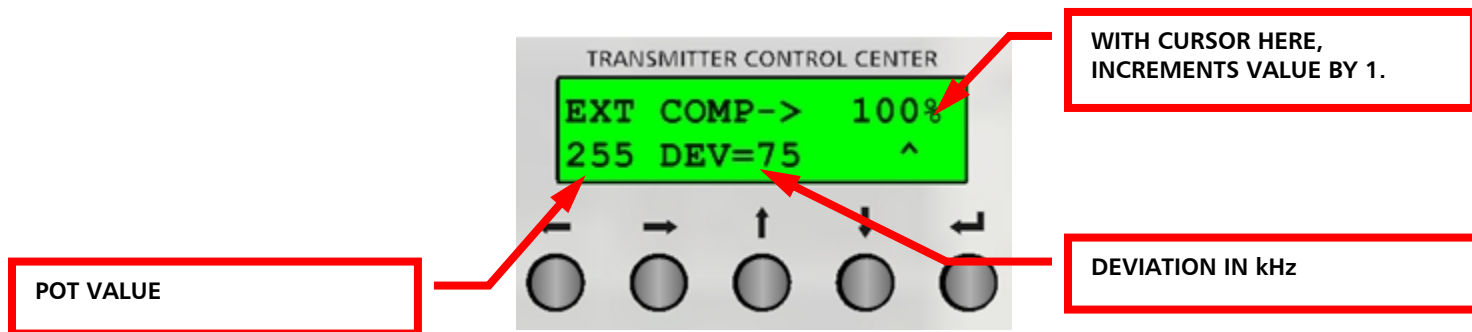 WITH CURSOR HERE,
INCREMENTS VALUE BY 1.
TRANSMITTER CONTROL CENTER
EXT COMP-> 100%
255 DEV=75 ^
← → ↑ ↓ ↵
DEVIATION IN kHz
POT VALUE